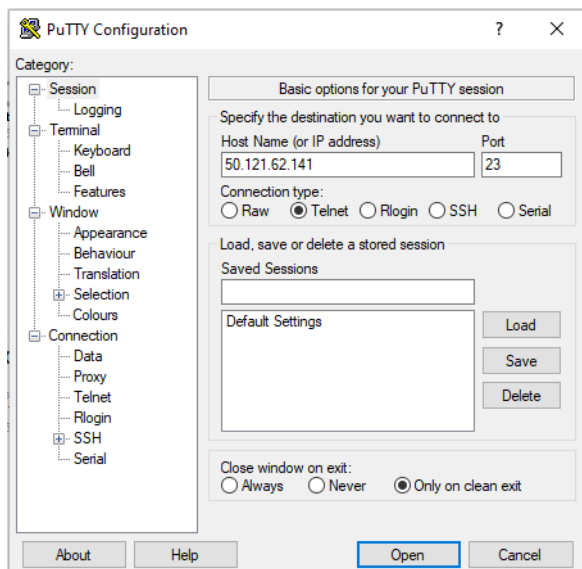 PuTTY Configuration
?
Category:
Session
Logging
Terminal
Keyboard
Bell
Features
Window
Appearance
Behaviour
Translation
Selection
Colours
Connection
Data
Proxy
Telnet
Rlogin
SSH
Serial
Basic options for your PuTTY session
Specify the destination you want to connect to
Host Name (or IP address) Port
50.121.62.141 23
Connection type:
Raw Telnet Rlogin SSH Serial
Load, save or delete a stored session
Saved Sessions
Default Settings
Load
Save
Delete
Close window on exit:
Always Never Only on clean exit
About Help Open Cancel